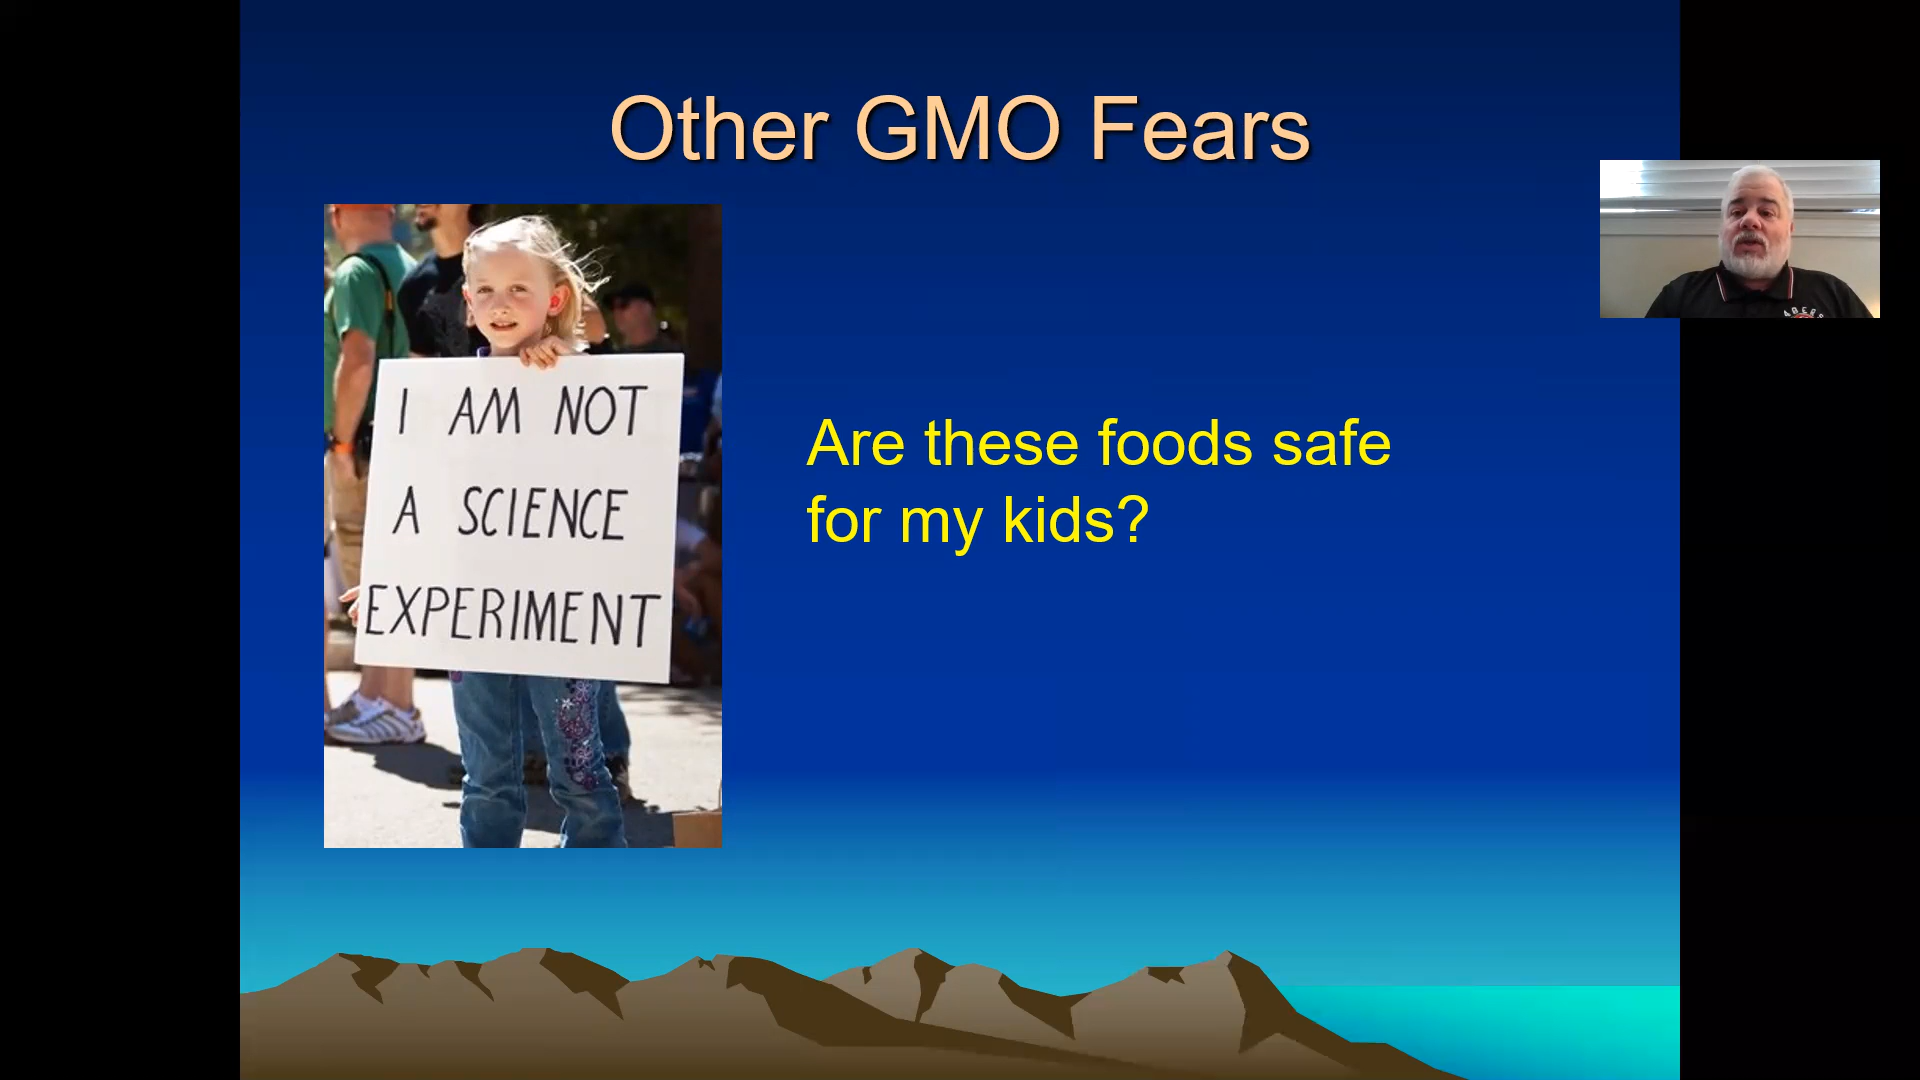 Other GMO Fears
I AM NOT
A SCIENCE
EXPERIMENT
Are these foods safe
for my kids?